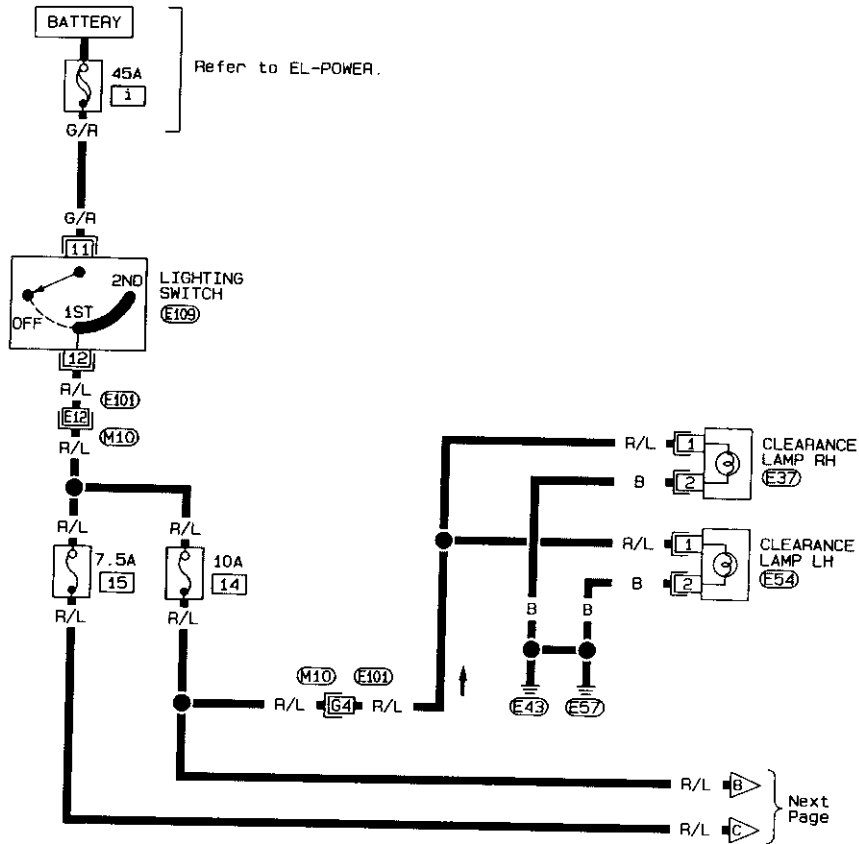 BATTERY
45A
i
Refer to EL-POWER.
G/R
G/R
11
2ND
1ST
OFF
LIGHTING
SWITCH
E109
12
R/L
E101
E12
M10
R/L
R/L
7.5A
15
R/L
R/L
10A
14
R/L
M10
E101
R/L
G4
R/L
R/L
1
B
2
CLEARANCE
LAMP RH
E37
R/L
1
B
2
CLEARANCE
LAMP LH
E54
B
B
E43
E57
R/L
B
R/L
C
Next
Page